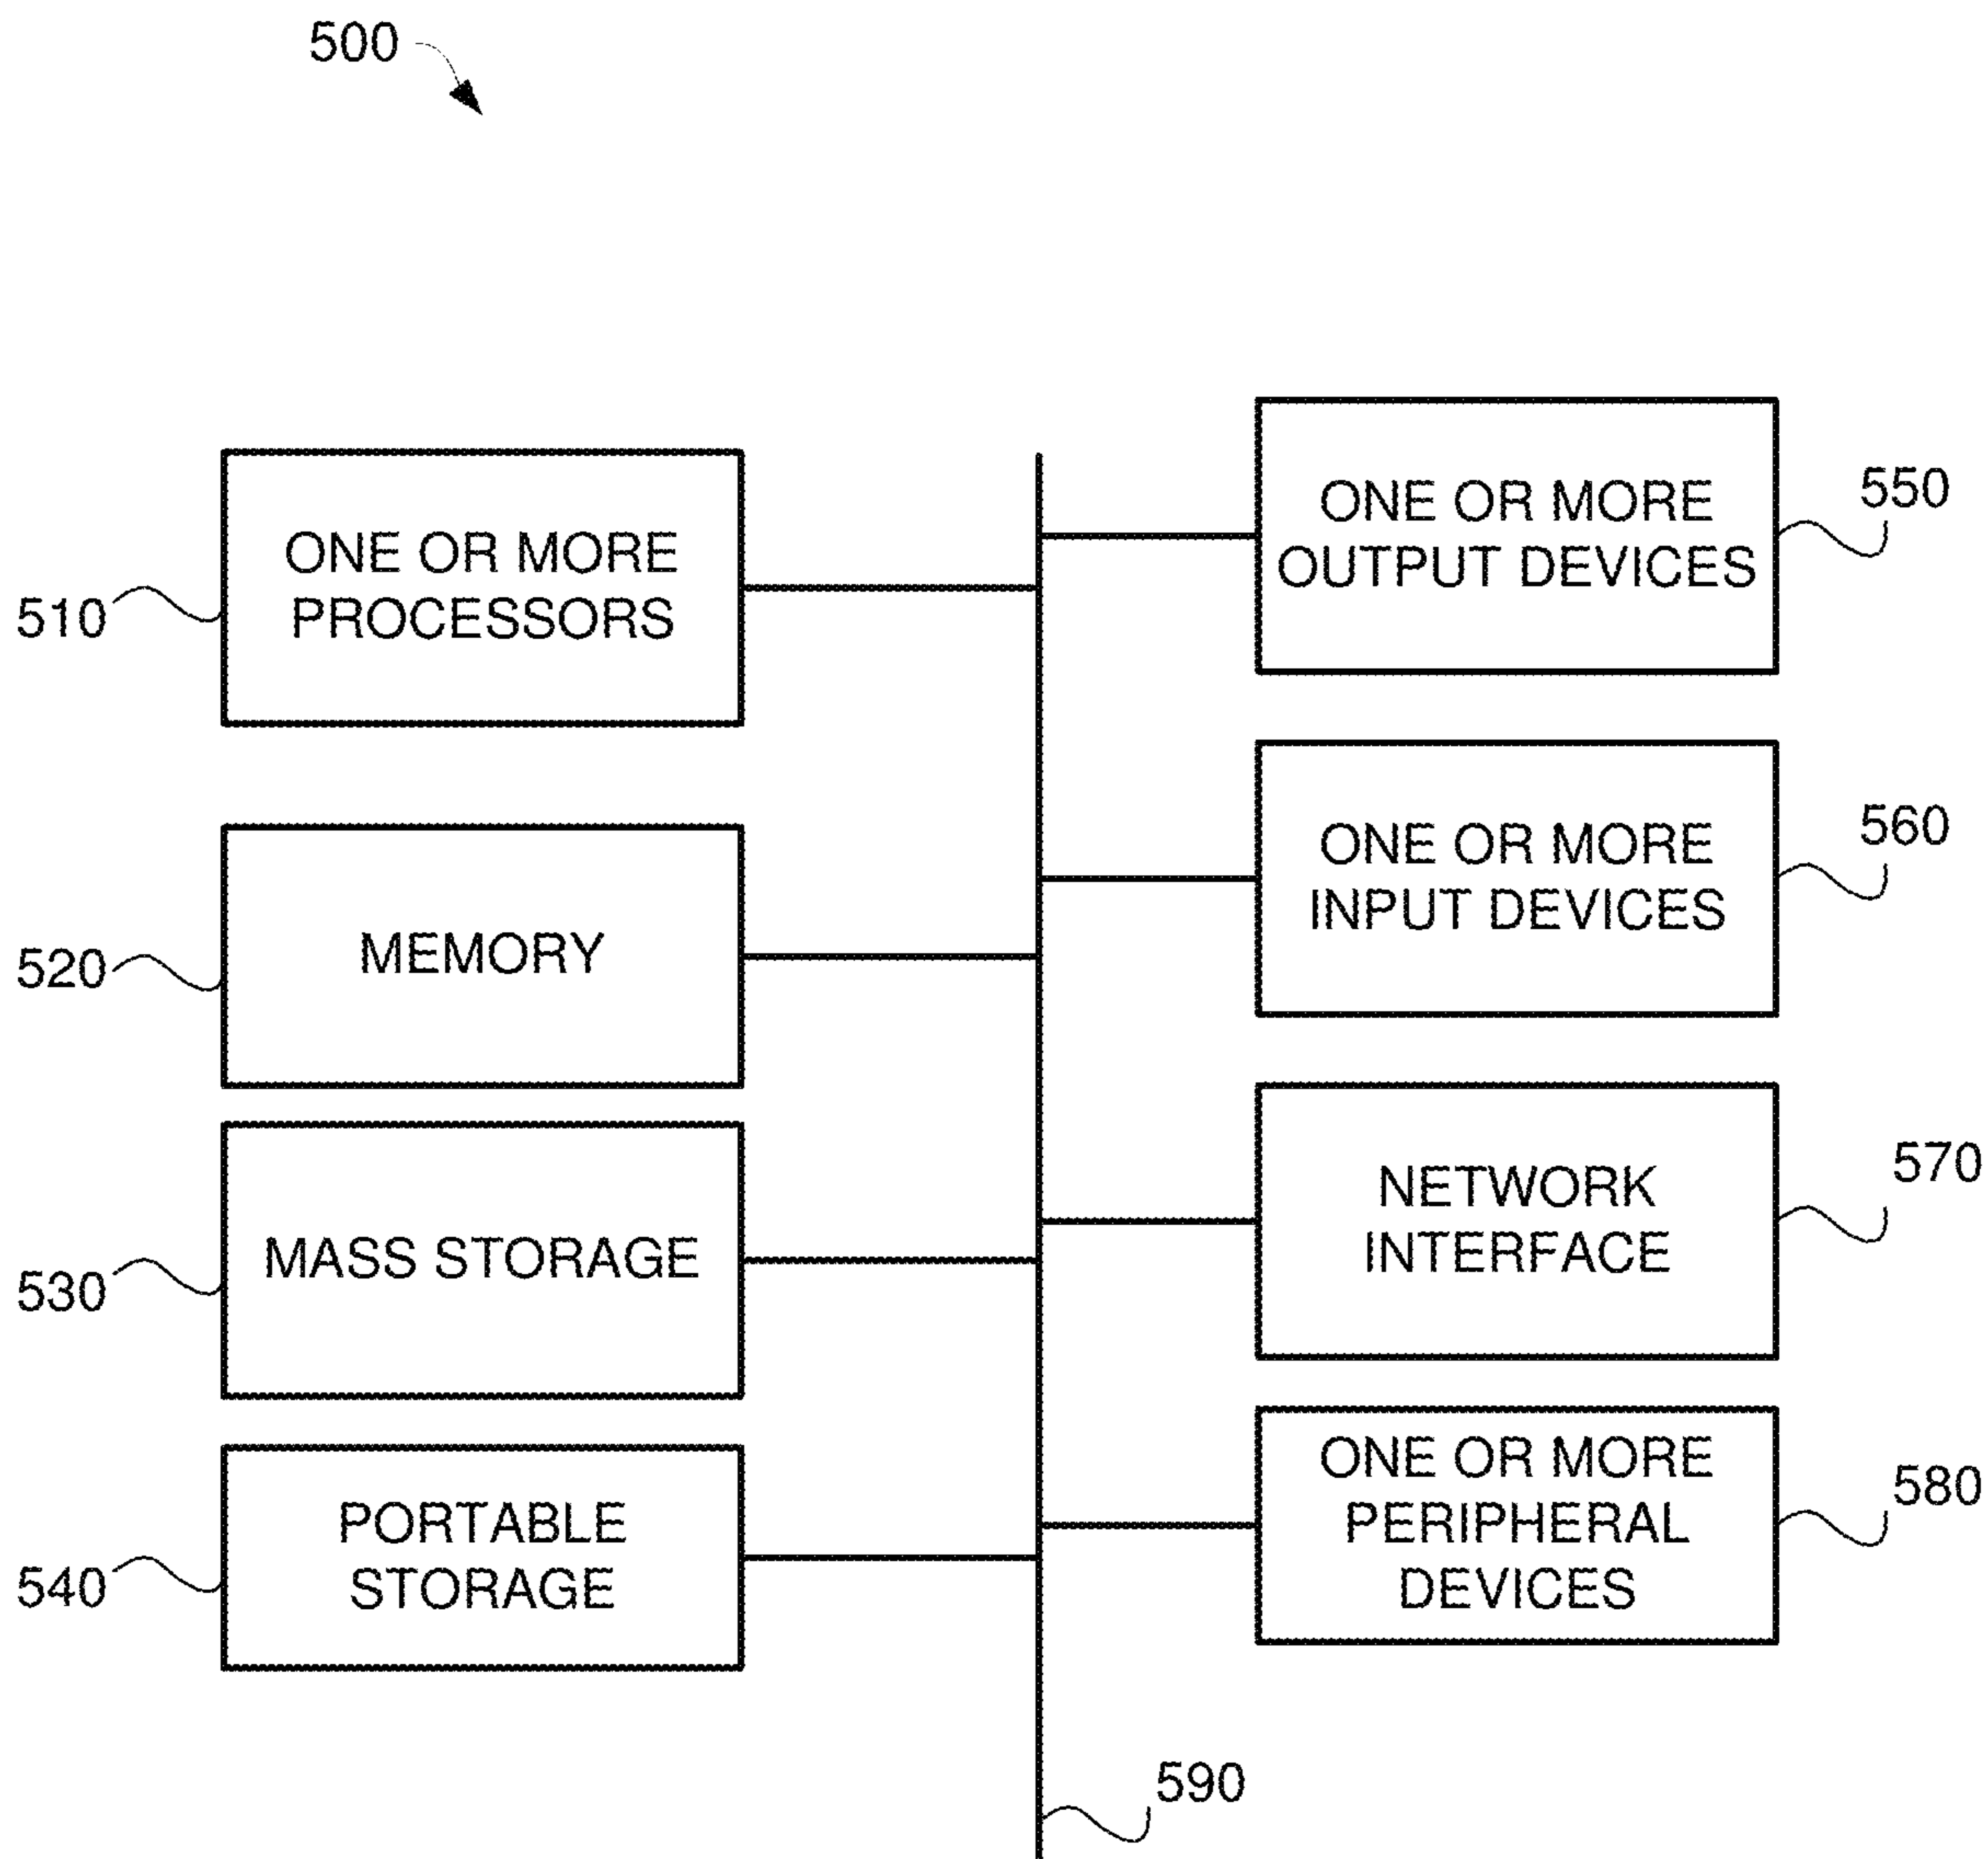 500
ONE OR MORE
PROCESSORS
510
MEMORY
520
MASS STORAGE
530
PORTABLE
STORAGE
540
ONE OR MORE
OUTPUT DEVICES
550
ONE OR MORE
INPUT DEVICES
560
NETWORK
INTERFACE
570
ONE OR MORE
PERIPHERAL
DEVICES
580
590